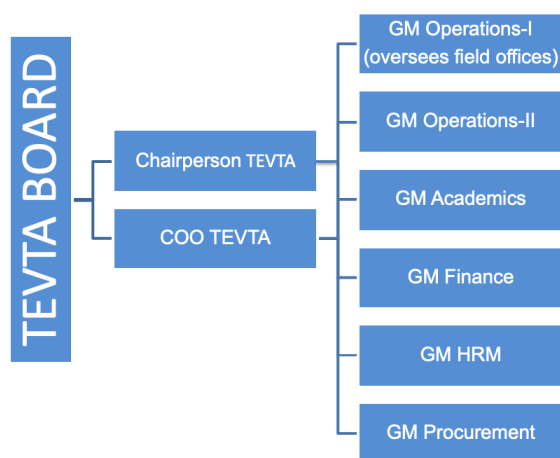 TEVTA BOARD
Chairperson TEVTA
COO TEVTA
GM Operations-I
(oversees field offices)
GM Operations-II
GM Academics
GM Finance
GM HRM
GM Procurement